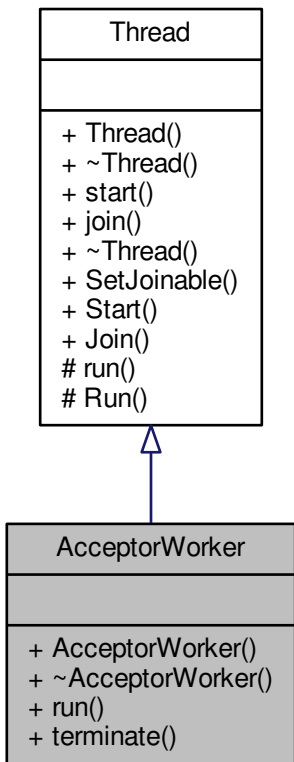 Thread
+ Thread()
+ ~Thread()
+ start()
+ join()
+ ~Thread()
+ SetJoinable()
+ Start()
+ Join()
# run()
# Run()
AcceptorWorker
+ AcceptorWorker()
+ ~AcceptorWorker()
+ run()
+ terminate()